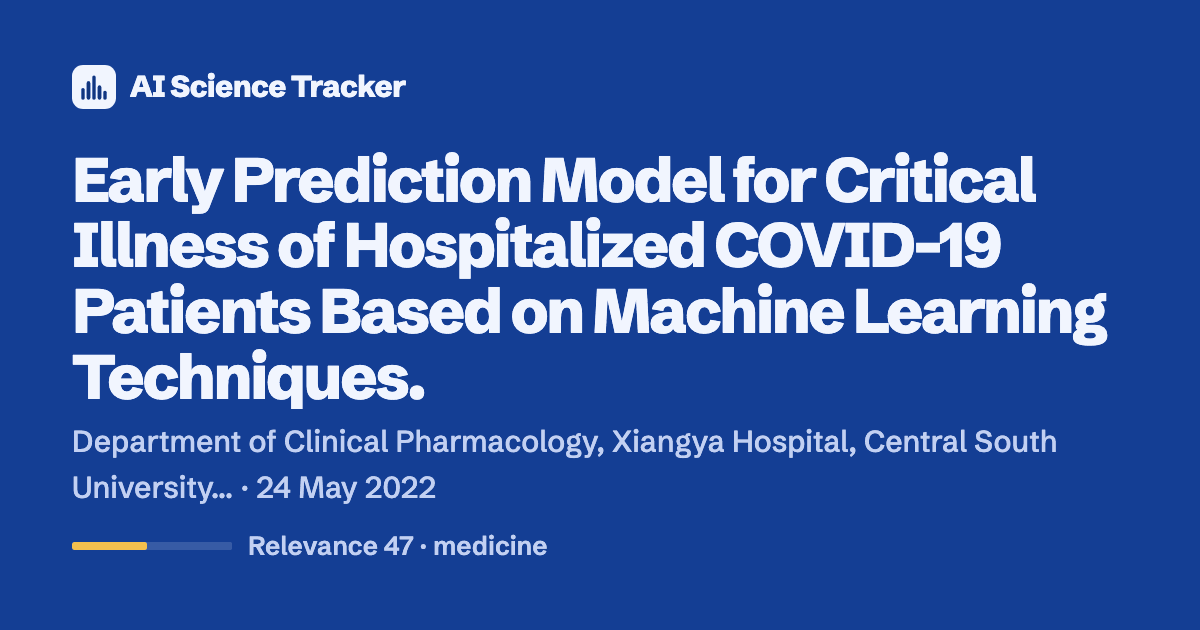 AI Science Tracker
Early Prediction Model for Critical
Illness of Hospitalized COVID-19
Patients Based on Machine Learning
Techniques.
Department of Clinical Pharmacology, Xiangya Hospital, Central South
University... · 24 May 2022
Relevance 47 · medicine